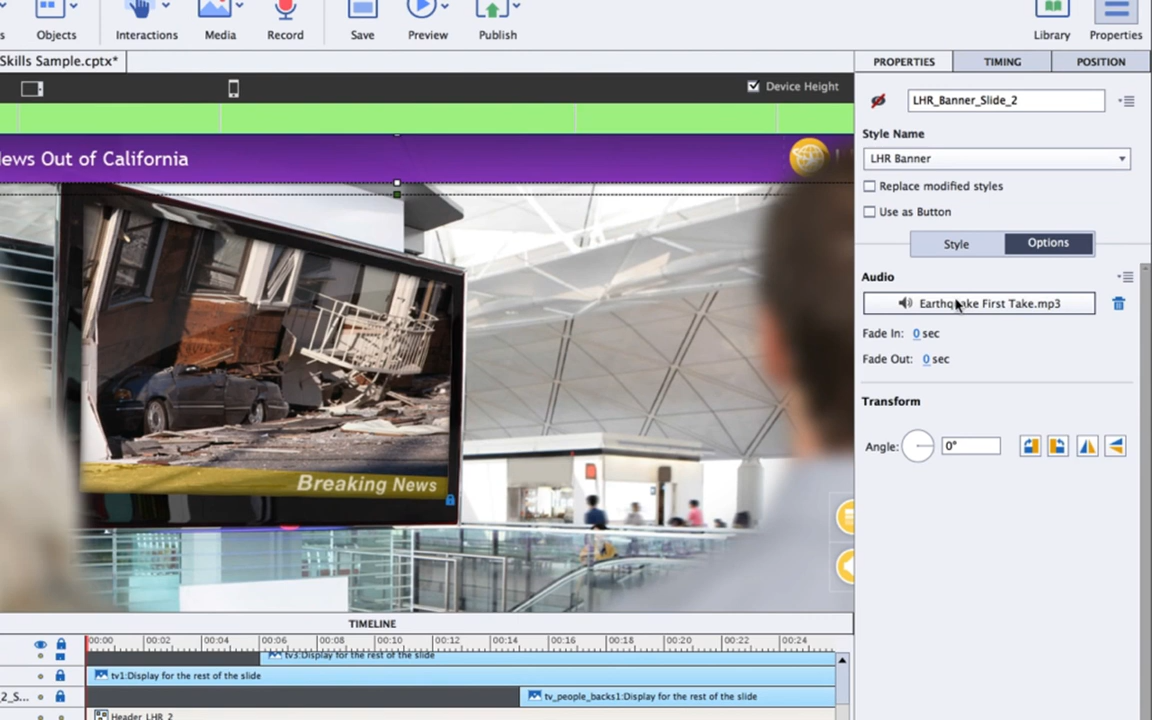 Objects
Interactions
Media
Record
Save
Preview
Publish
Library
Properties
Skills Sample.cptx*
PROPERTIES
TIMING
POSITION
Device Height
LHR_Banner_Slide_2
Style Name
LHR Banner
Replace modified styles
Use as Button
Style
Options
Audio
Earthquake First Take.mp3
Fade In: 0 sec
Fade Out: 0 sec
Transform
Angle: 0°
News Out of California
Breaking News
TIMELINE
00:00 00:02 00:04 00:06 00:08 00:10 00:12 00:14 00:16 00:18 00:20 00:22 00:24
tv3:Display for the rest of the slide
tv1:Display for the rest of the slide
2_S...
tv_people_backs1:Display for the rest of the slide
Header_LHR_2